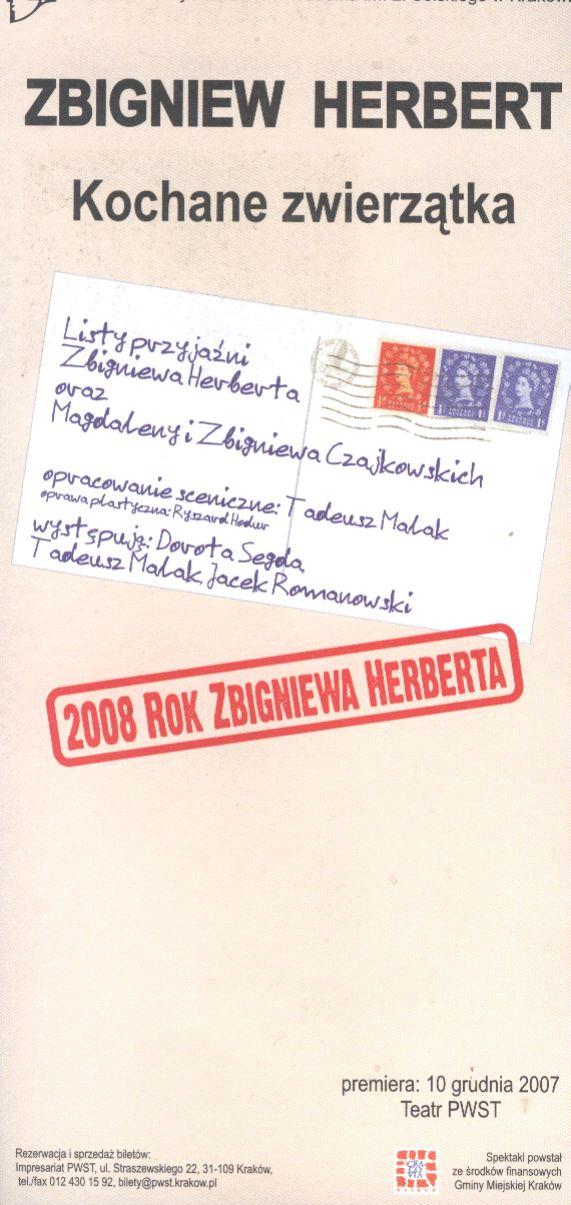 Solskiego w Krakow
ZBIGNIEW HERBERT
Kochane zwierzątka
Listy przyjaźni
Zbigniewa Herberta
oraz
Magdaleny i Zbigniewa Czajkowskich
opracowanie sceniczne: Tadeusz Malak
oprawa plastyczna: Ryszard Hodur
występują: Dorota Segda,
Tadeusz Malak, Jacek Romanowski
2008 ROK ZBIGNIEWA HERBERTA
premiera: 10 grudnia 2007
Teatr PWST
Rezerwacja i sprzedaż biletów:
Impresariat PWST, ul. Straszewskiego 22, 31-109 Kraków,
tel./fax 012 430 15 92, bilety@pwst.krakow.pl
Spektakl powstał
ze środków finansowych
Gminy Miejskiej Kraków